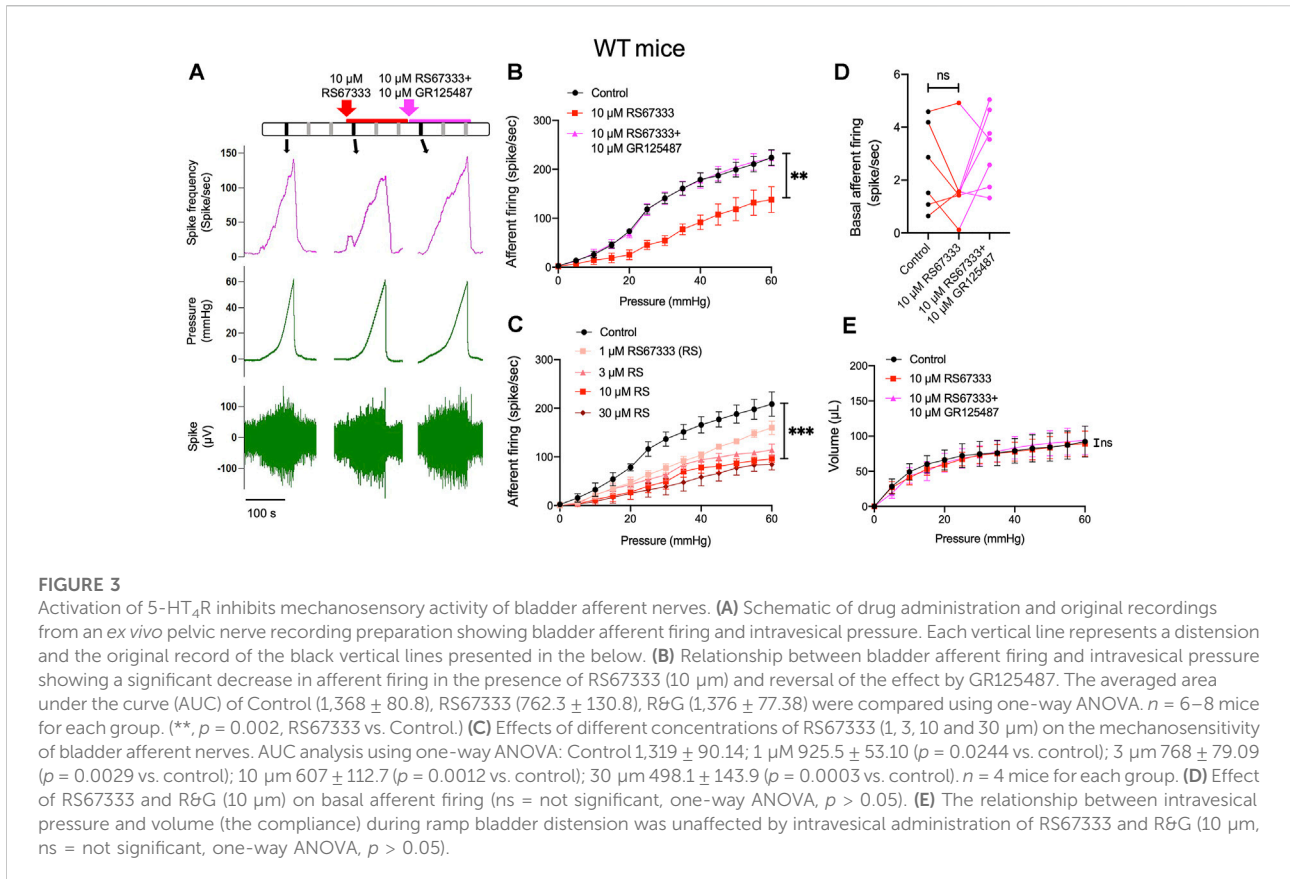 WT mice
A
10 µM
RS67333
10 µM RS67333+
10 µM GR125487
Spike frequency
(Spike/sec)
150
100
50
0
Pressure
(mmHg)
60
40
20
0
Spike
(µV)
100
0
-100
100 s
B
Control
10 µM RS67333
10 µM RS67333+
10 µM GR125487
Afferent firing (spike/sec)
300
200
100
0
**
0 20 40 60
Pressure (mmHg)
C
Control
1 µM RS67333 (RS)
3 µM RS
10 µM RS
30 µM RS
Afferent firing (spike/sec)
300
200
100
0
***
0 20 40 60
Pressure (mmHg)
D
ns
Basal afferent firing
(spike/sec)
6
4
2
0
Control
10 µM RS67333
10 µM RS67333+
10 µM GR125487
E
Control
10 µM RS67333
10 µM RS67333+
10 µM GR125487
Volume (µL)
200
150
100
50
0
ns
0 20 40 60
Pressure (mmHg)
FIGURE 3
Activation of 5-HT₄R inhibits mechanosensory activity of bladder afferent nerves. (A) Schematic of drug administration and original recordings
from an ex vivo pelvic nerve recording preparation showing bladder afferent firing and intravesical pressure. Each vertical line represents a distension
and the original record of the black vertical lines presented in the below. (B) Relationship between bladder afferent firing and intravesical pressure
showing a significant decrease in afferent firing in the presence of RS67333 (10 µm) and reversal of the effect by GR125487. The averaged area
under the curve (AUC) of Control (1,368 ± 80.8), RS67333 (762.3 ± 130.8), R&G (1,376 ± 77.38) were compared using one-way ANOVA. n = 6–8 mice
for each group. (**, p = 0.002, RS67333 vs. Control.) (C) Effects of different concentrations of RS67333 (1, 3, 10 and 30 µm) on the mechanosensitivity
of bladder afferent nerves. AUC analysis using one-way ANOVA: Control 1,319 ± 90.14; 1 µM 925.5 ± 53.10 (p = 0.0244 vs. control); 3 µm 768 ± 79.09
(p = 0.0029 vs. control); 10 µm 607 ± 112.7 (p = 0.0012 vs. control); 30 µm 498.1 ± 143.9 (p = 0.0003 vs. control). n = 4 mice for each group. (D) Effect
of RS67333 and R&G (10 µm) on basal afferent firing (ns = not significant, one-way ANOVA, p > 0.05). (E) The relationship between intravesical
pressure and volume (the compliance) during ramp bladder distension was unaffected by intravesical administration of RS67333 and R&G (10 µm,
ns = not significant, one-way ANOVA, p > 0.05).